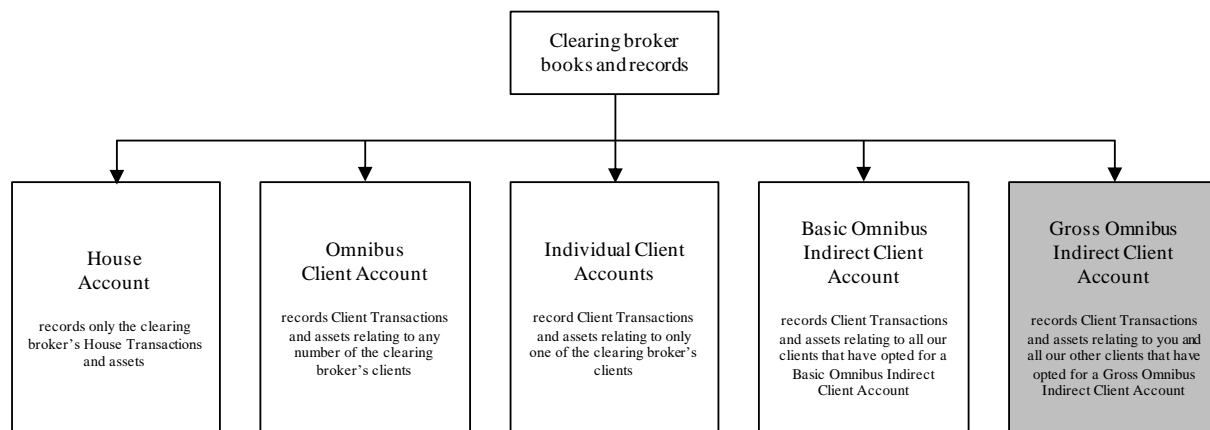 Clearing broker
books and records
House
Account
records only the clearing
broker's House Transactions
and assets
Omnibus
Client Account
records Client Transactions
and assets relating to any
number of the clearing
broker's clients
Individual Client
Accounts
record Client Transactions
and assets relating to only
one of the clearing broker's
clients
Basic Omnibus
Indirect Client
Account
records Client Transactions
and assets relating to all our
clients that have opted for a
Basic Omnibus Indirect
Client Account
Gross Omnibus
Indirect Client
Account
records Client Transactions
and assets relating to you and
all our other clients that have
opted for a Gross Omnibus
Indirect Client Account